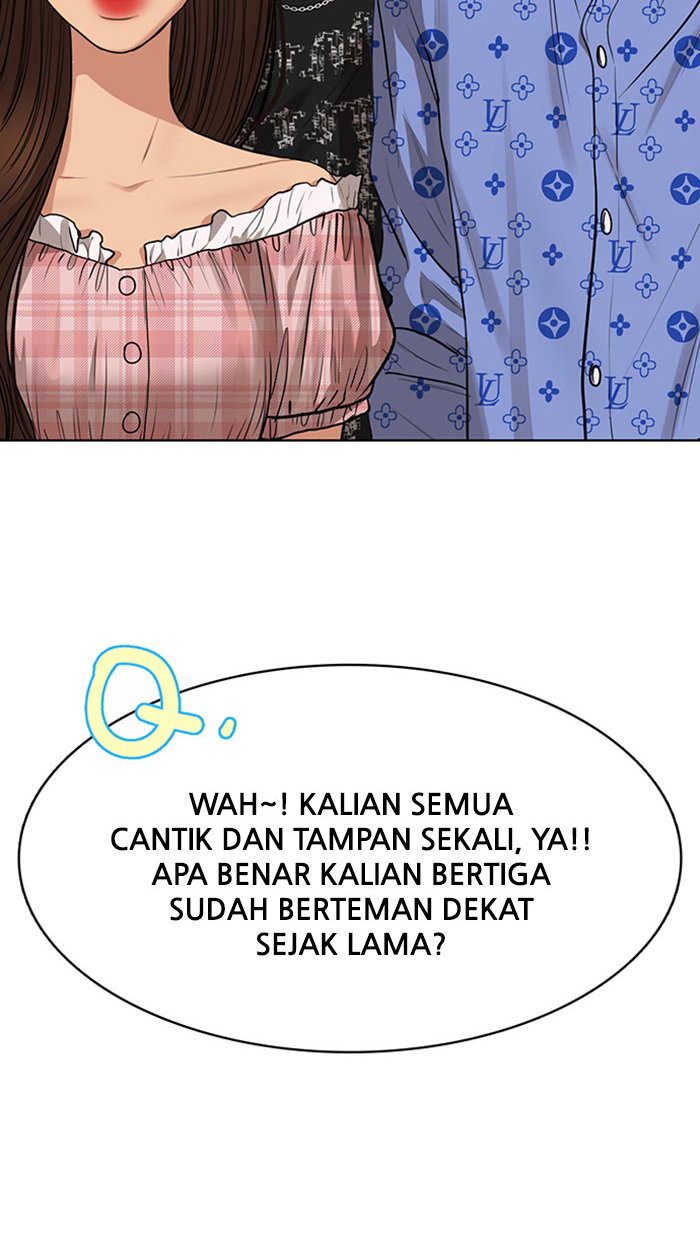 Q.
WAH~! KALIAN SEMUA
CANTIK DAN TAMPAN SEKALI, YA!!
APA BENAR KALIAN BERTIGA
SUDAH BERTEMAN DEKAT
SEJAK LAMA?